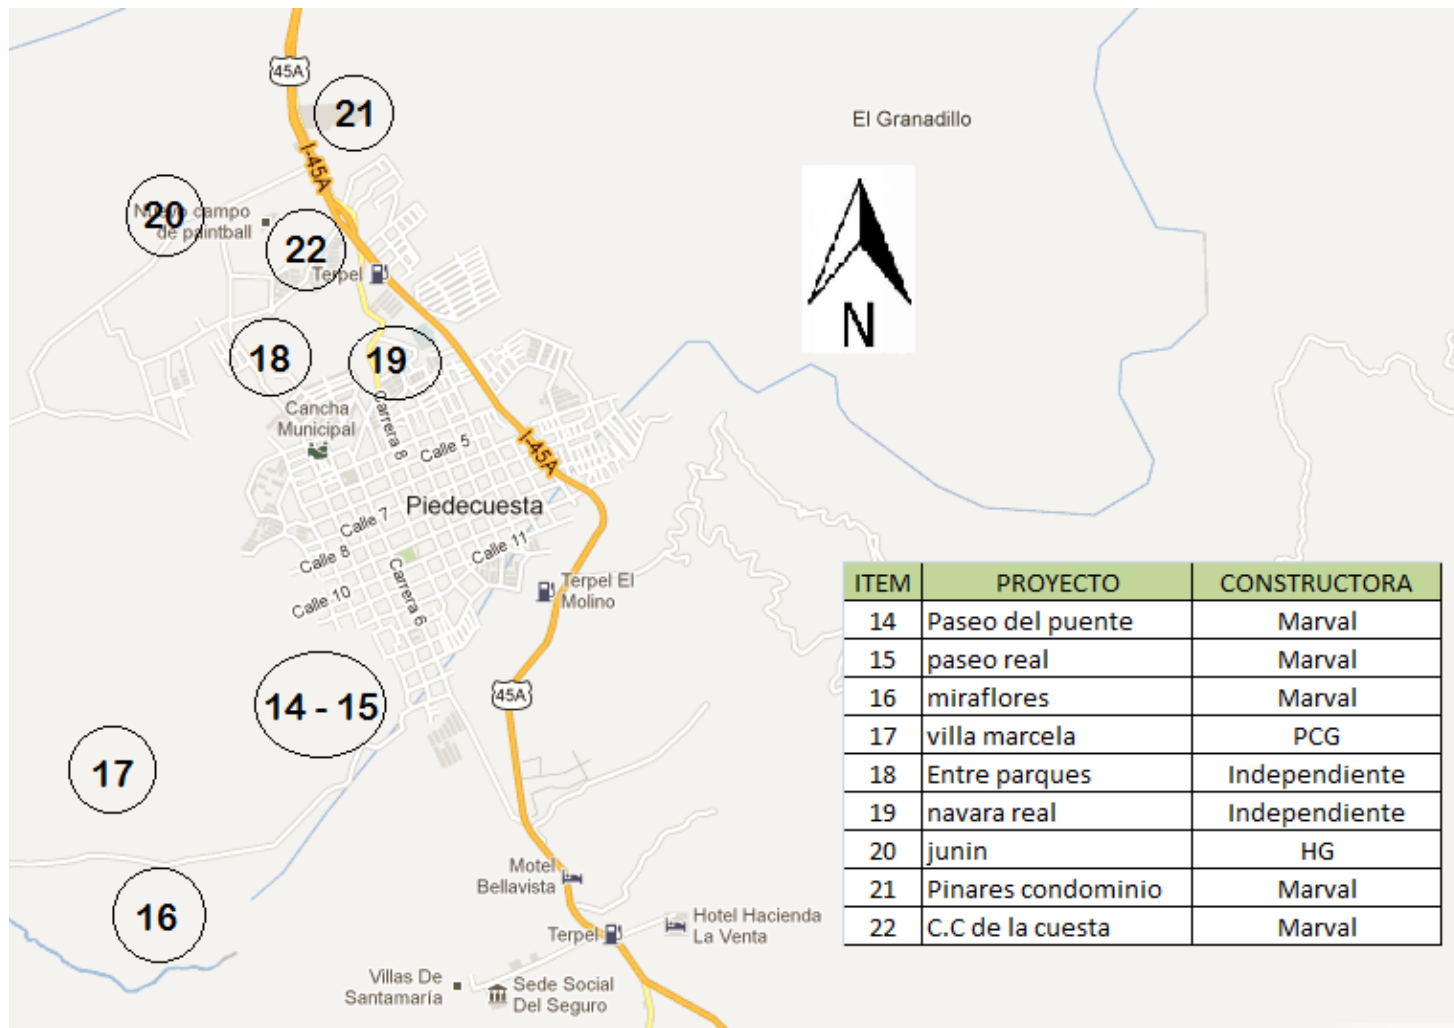 45A
21
El Granadillo
I-45A
20
Nuevo campo
de paintball
22
Terpel
N
18
19
Cancha
Municipal
Carrera 8
Calle 5
I-45A
Piedecuesta
Calle 7
Calle 8
Calle 11
Calle 10
Carrera 6
Terpel El
Molino
14 - 15
45A
17
16
Motel
Bellavista
Hotel Hacienda
La Venta
Terpel
Villas De
Santamaría
Sede Social
Del Seguro
ITEM PROYECTO CONSTRUCTORA
14 Paseo del puente Marval
15 paseo real Marval
16 miraflores Marval
17 villa marcela PCG
18 Entre parques Independiente
19 navara real Independiente
20 junin HG
21 Pinares condominio Marval
22 C.C de la cuesta Marval